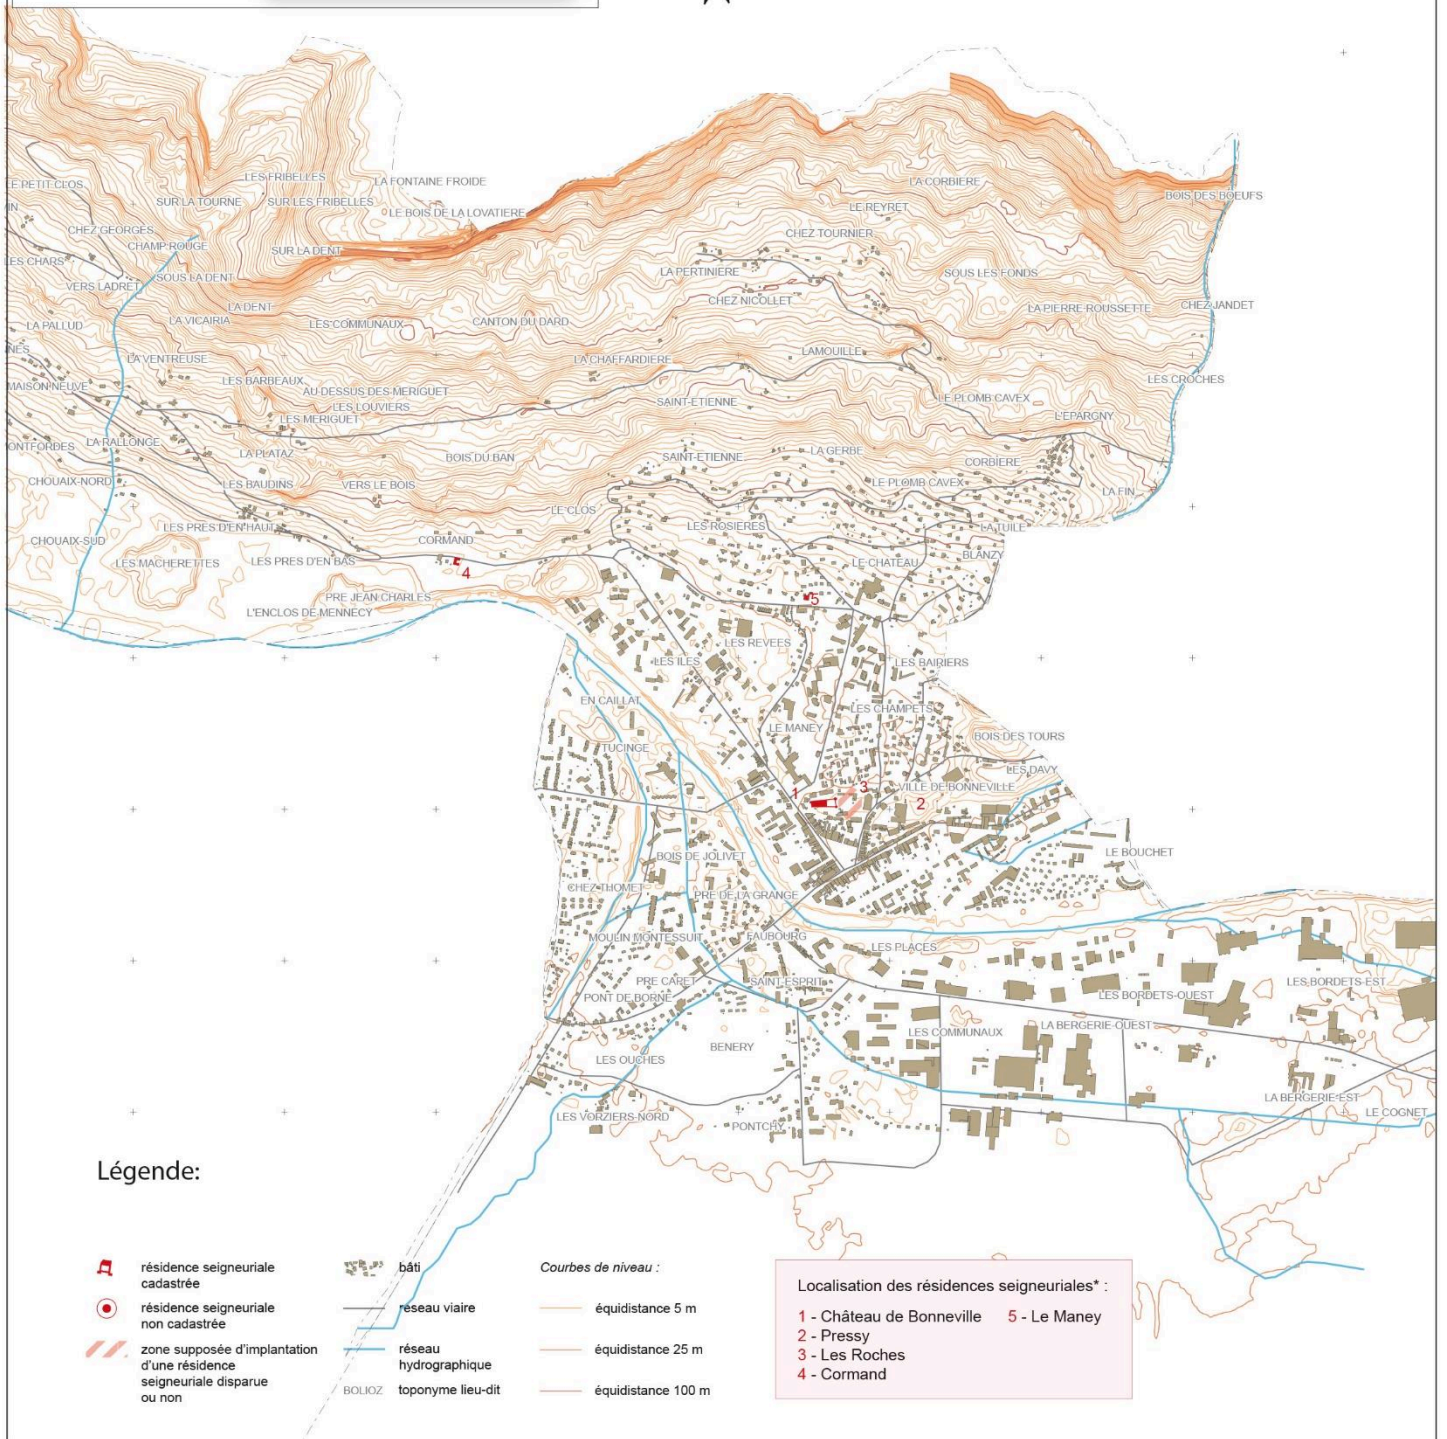 LE PETIT CLOS
LES FRIBELLES
LA FONTAINE FROIDE
LA CORBIERE
BOIS DES BOEUFS
SUR LA TOURNE
SUR LES FRIBELLES
LE BOIS DE LA LOVATIERE
LE REYRET
CHEZ GEORGES
CHEZ TOURNIER
CHAMP ROUGE
SUR LA DENT
LES CHARS
LA PERTINIERE
SOUS LES FONDS
SOUS LA DENT
VERS LADRET
CHEZ NICOLLET
LA DENT
LA PIERRE ROUSSETTE
CHEZ JANDET
LA VICAIRIA
LES COMMUNAUX
CANTON DU DARD
LA PALLUD
LAMOUILLE
NES
LA VENTREUSE
LA CHAFFARDIERE
LES BARBEAUX
LES CROCHES
MAISON NEUVE
AU DESSUS DES MERIGUET
LES LOUVIERS
SAINT-ETIENNE
LE PLOMB CAVEX
LES MERIGUET
L'EPARGNY
ONTFORDES
LA RALLONGE
LA PLATAZ
BOIS DU BAN
SAINT-ETIENNE
LA GERBE
CORBIERE
CHOUAIX-NORD
LES BAUDINS
VERS LE BOIS
LE PLOMB CAVEX
LA FIN
LE CLOS
LES PRES D'EN HAUT
LES ROSIERES
LA TUILE
CHOUAIX-SUD
CORMAND
LES MACHERETTES
LES PRES D'EN BAS
4
LE CHATEAU
BLANZY
PRE JEAN CHARLES
5
L'ENCLOS DE MENNECY
LES REVEES
LES ILES
LES BAIRIERS
EN CAILLAT
LES CHAMPETS
LE MANEY
BOIS DES TOURS
TUCINGE
LES DAVY
1
3
VILLE DE BONNEVILLE
2
BOIS DE JOLIVET
LE BOUCHET
CHEZ THOMET
PRE DE LA GRANGE
MOULIN MONTESSUIT
FAUBOURG
LES PLACES
PRE CARET
SAINT-ESPRIT
LES BORDETS-EST
PONT DE BORNE
LES BORDETS-OUEST
LES COMMUNAUX
LA BERGERIE-OUEST
BENERY
LES OUCHES
LA BERGERIE-EST
LES VORZIERS-NORD
PONTCHY
LE COGNET
Légende:
résidence seigneuriale
cadastrée
résidence seigneuriale
non cadastrée
zone supposée d'implantation
d'une résidence
seigneuriale disparue
ou non
bâti
réseau viaire
réseau
hydrographique
BOLIOZ toponyme lieu-dit
Courbes de niveau :
équidistance 5 m
équidistance 25 m
équidistance 100 m
Localisation des résidences seigneuriales* :
1 - Château de Bonneville 5 - Le Maney
2 - Pressy
3 - Les Roches
4 - Cormand